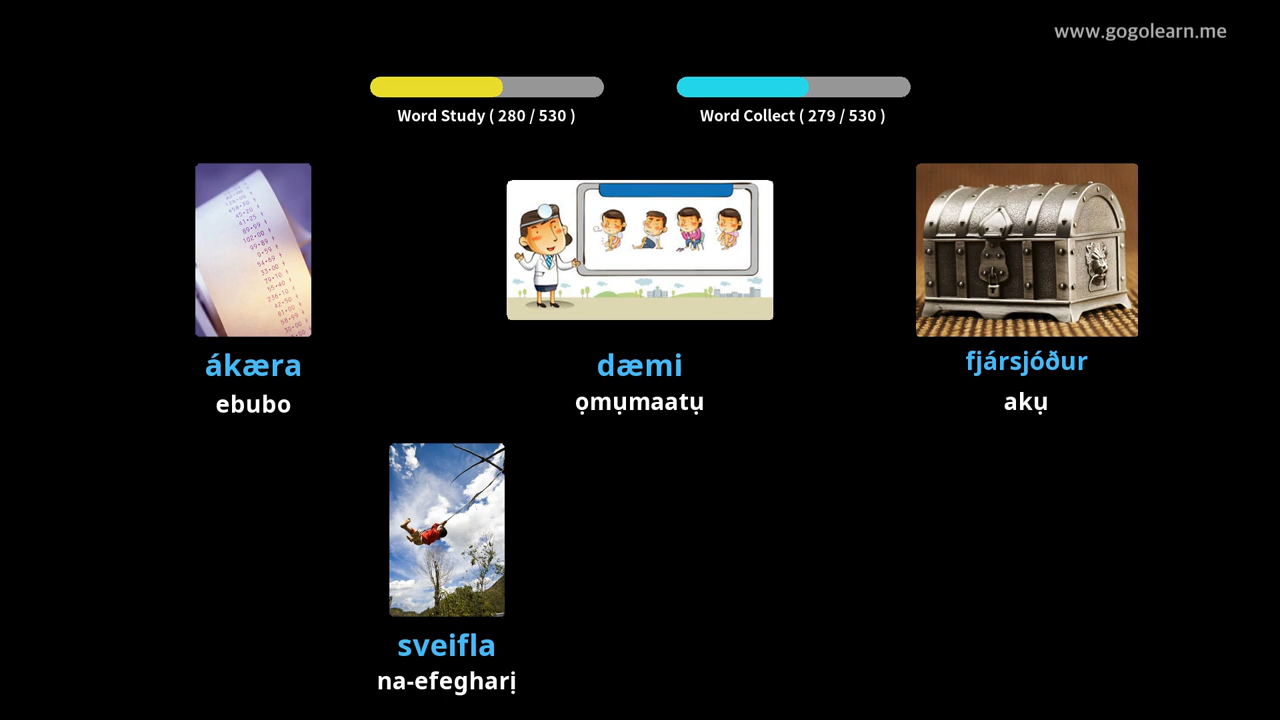 www.gogolearn.me
Word Study ( 280 / 530 )
Word Collect ( 279 / 530 )
ákæra
ebubo
dæmi
ọmụmaatụ
fjársjóður
akụ
sveifla
na-efegharị